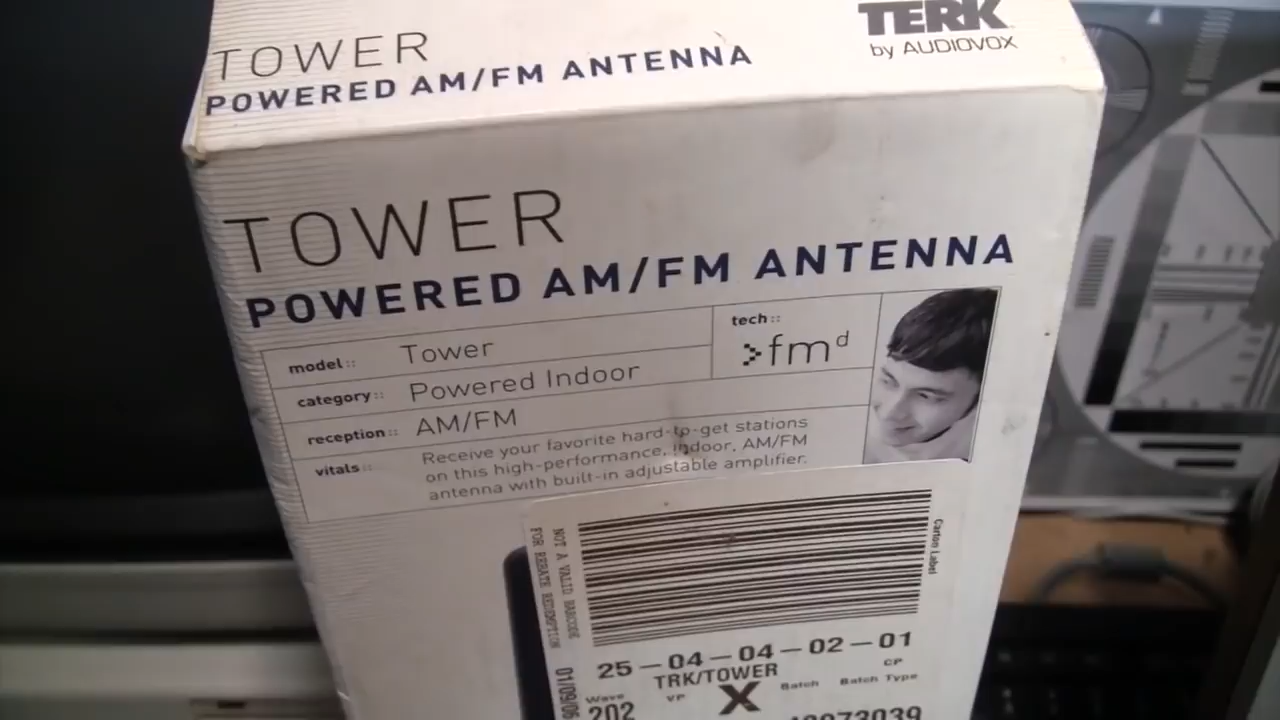 TERK
by AUDIOVOX
TOWER
POWERED AM/FM ANTENNA
TOWER
POWERED AM/FM ANTENNA
model:: Tower
category:: Powered Indoor
reception:: AM/FM
vitals:: Receive your favorite hard-to-get stations
on this high-performance, indoor, AM/FM
antenna with built-in adjustable amplifier.
tech::
fmd
Carton Label
NOT A VALID BARCODE
FOR REBATE REDEMPTION
01/09/06
25-04-04-02-01
TRK/TOWER
CP
Wave VP X Batch Batch Type
202